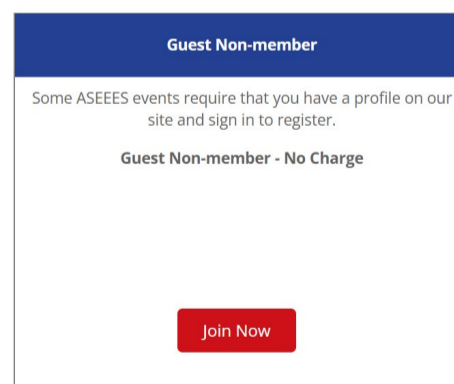 Guest Non-member
Some ASEEES events require that you have a profile on our
site and sign in to register.
Guest Non-member - No Charge
Join Now